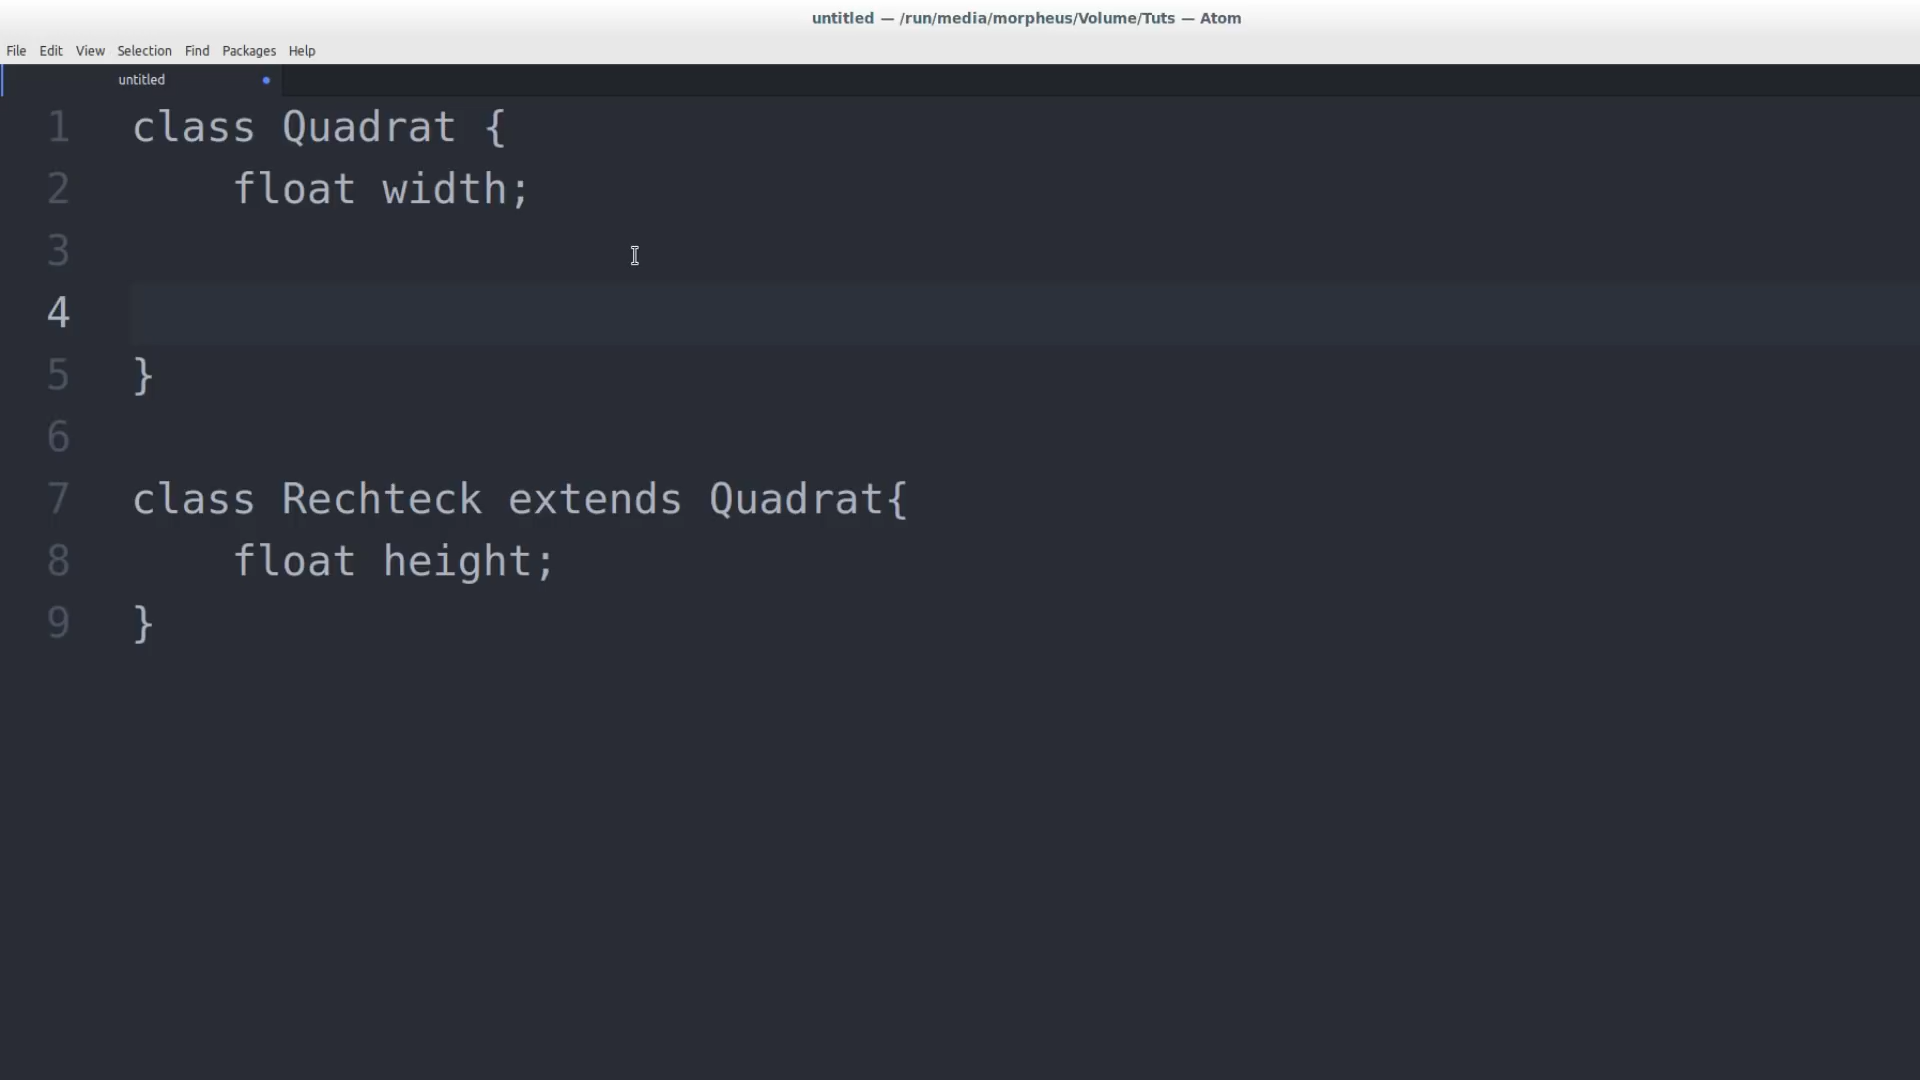 untitled — /run/media/morpheus/Volume/Tuts — Atom
File Edit View Selection Find Packages Help
untitled
1 class Quadrat {
2     float width;
3
4
5 }
6
7 class Rechteck extends Quadrat{
8     float height;
9 }